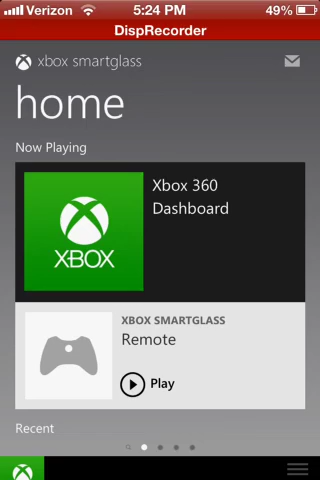 Verizon 5:24 PM 49%
DispRecorder
xbox smartglass
home
Now Playing
Xbox 360
Dashboard
XBOX
XBOX SMARTGLASS
Remote
Play
Recent